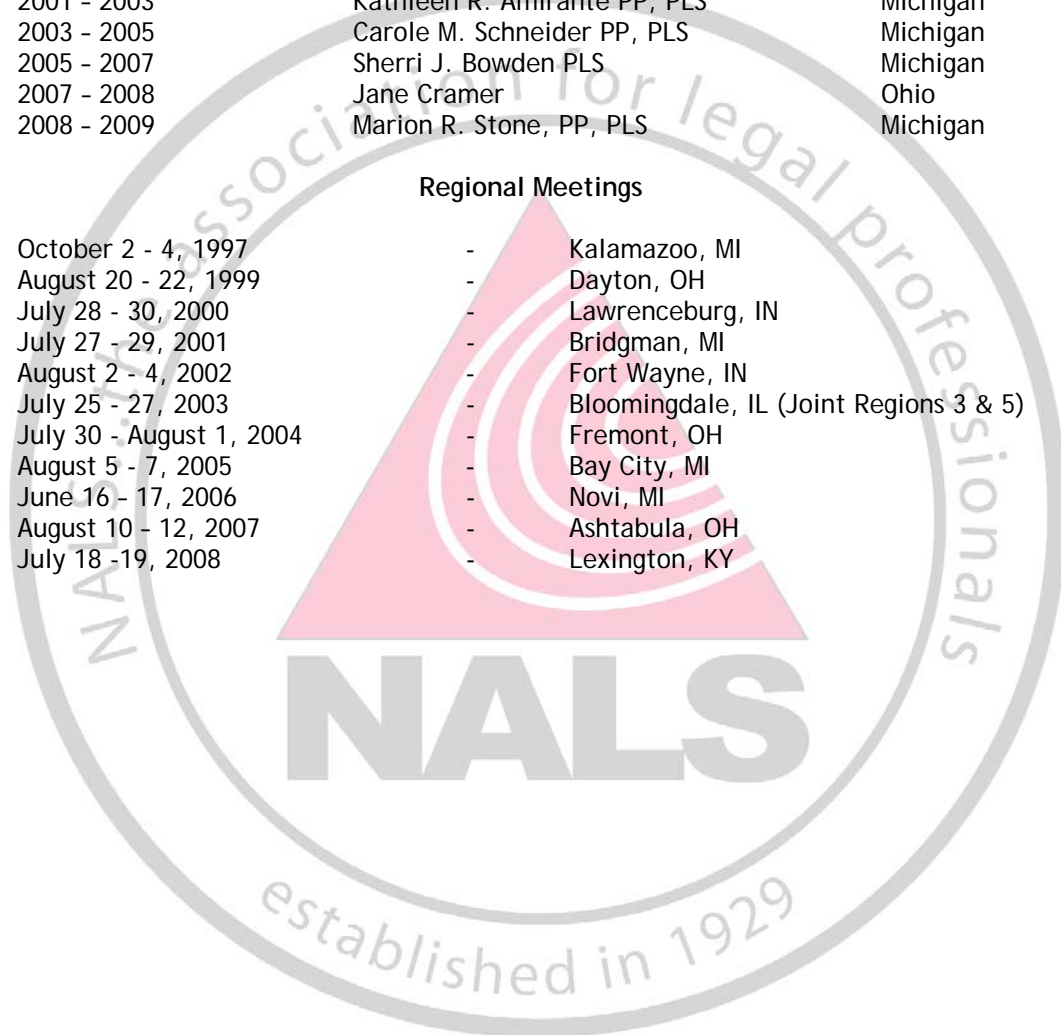 2001 – 2003 Kathleen R. Amirante PP, PLS Michigan
2003 – 2005 Carole M. Schneider PP, PLS Michigan
2005 – 2007 Sherri J. Bowden PLS Michigan
2007 – 2008 Jane Cramer Ohio
2008 – 2009 Marion R. Stone, PP, PLS Michigan
Regional Meetings
October 2 - 4, 1997 - Kalamazoo, MI
August 20 - 22, 1999 - Dayton, OH
July 28 - 30, 2000 - Lawrenceburg, IN
July 27 - 29, 2001 - Bridgman, MI
August 2 - 4, 2002 - Fort Wayne, IN
July 25 - 27, 2003 - Bloomingdale, IL (Joint Regions 3 & 5)
July 30 - August 1, 2004 - Fremont, OH
August 5 - 7, 2005 - Bay City, MI
June 16 – 17, 2006 - Novi, MI
August 10 – 12, 2007 - Ashtabula, OH
July 18 -19, 2008 - Lexington, KY
NALS...the association for legal professionals
NALS
established in 1929